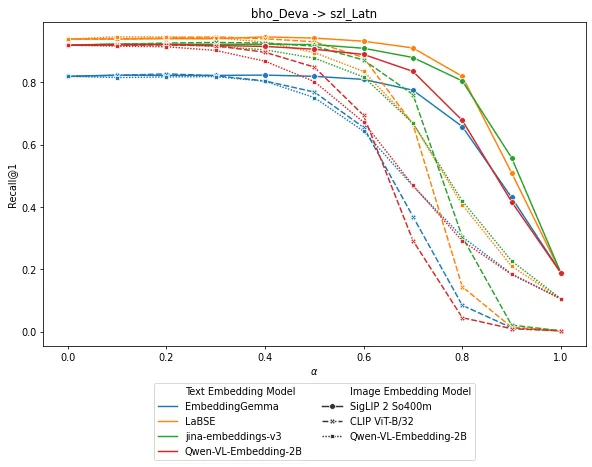 bho_Deva -> szl_Latn
Recall@1
0.8
0.6
0.4
0.2
0.0
0.0 0.2 0.4 0.6 0.8 1.0
α
Text Embedding Model Image Embedding Model
EmbeddingGemma SigLIP 2 So400m
LaBSE CLIP ViT-B/32
jina-embeddings-v3 Qwen-VL-Embedding-2B
Qwen-VL-Embedding-2B